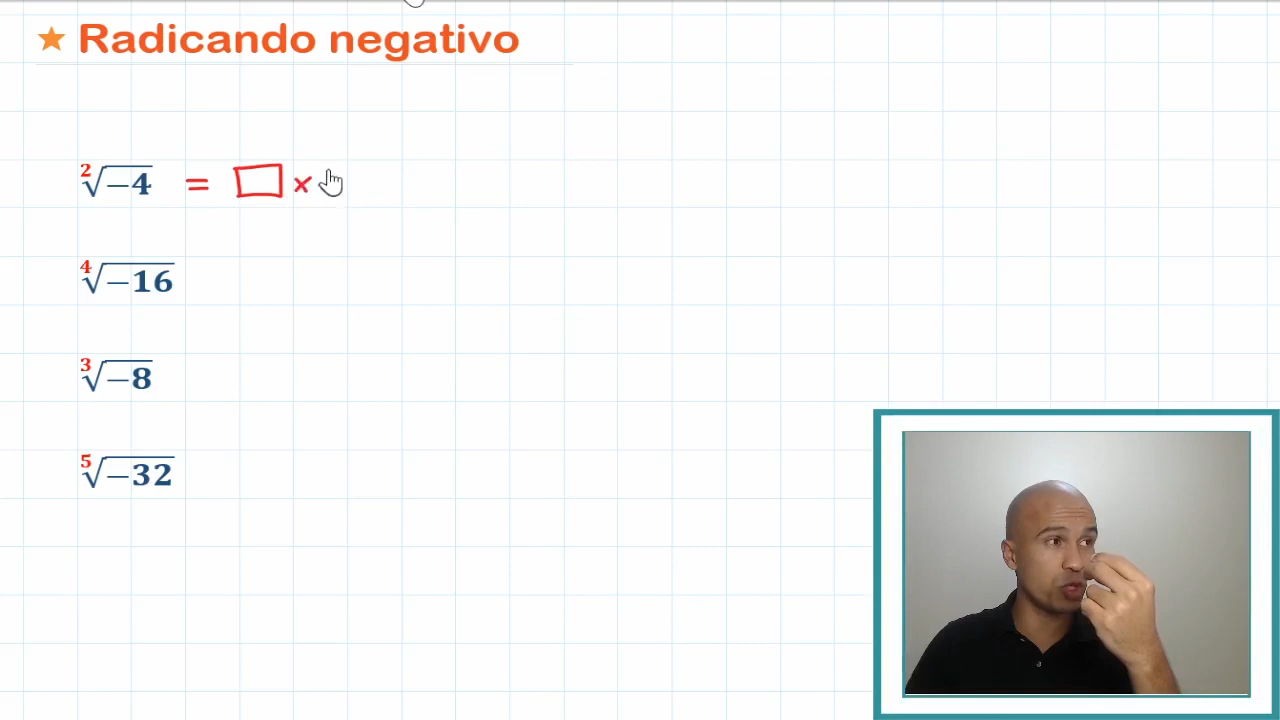 Radicando negativo
²√−4 = □ ×
⁴√−16
³√−8
⁵√−32